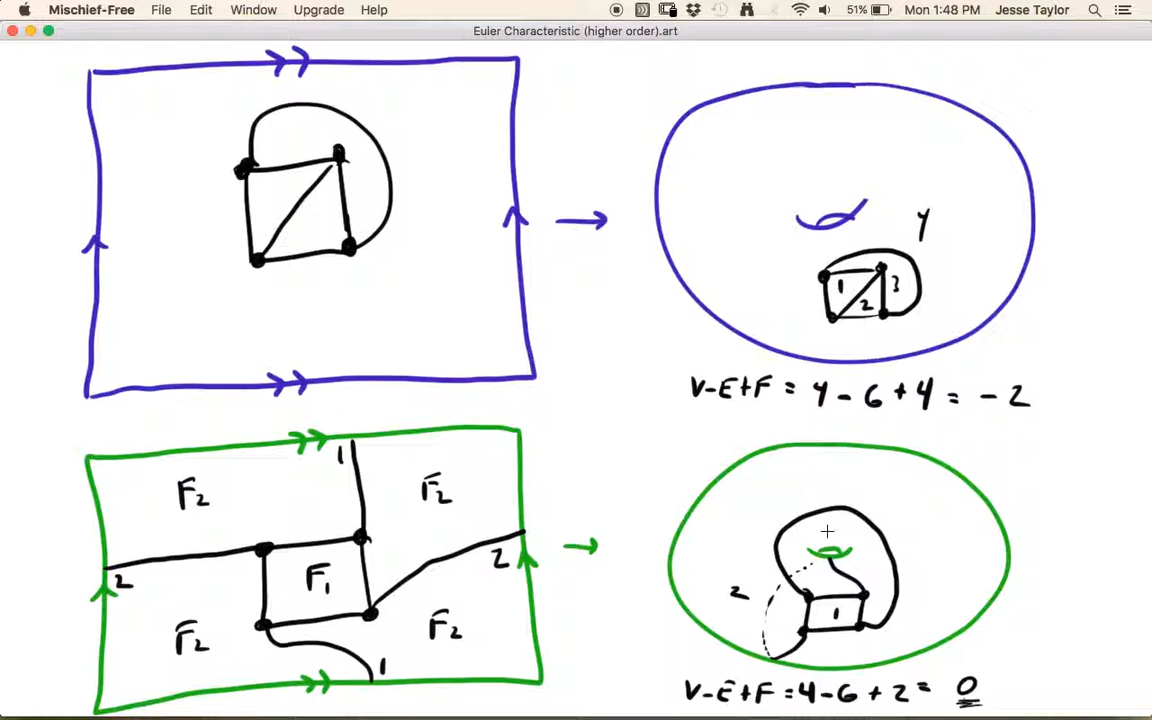 Mischief-Free File Edit Window Upgrade Help 51% Mon 1:48 PM Jesse Taylor
Euler Characteristic (higher order).art
4
1
3
2
V-E+F = 4 - 6 + 4 = -2
1
F2 F2
2 2
F1
F2 F2
1
2
1
V-E+F = 4 - 6 + 2 = 0